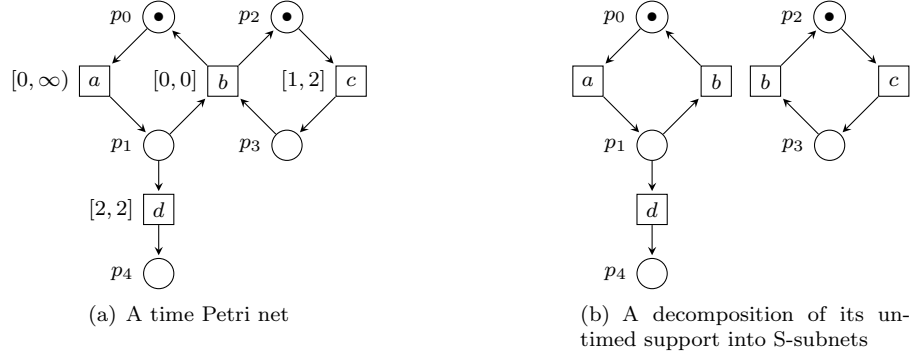 p0 p2 p0 p2
[0, ∞) a [0, 0] b [1, 2] c a b b c
p1 p3 p1 p3
[2, 2] d d
p4 p4
(a) A time Petri net
(b) A decomposition of its un-
timed support into S-subnets